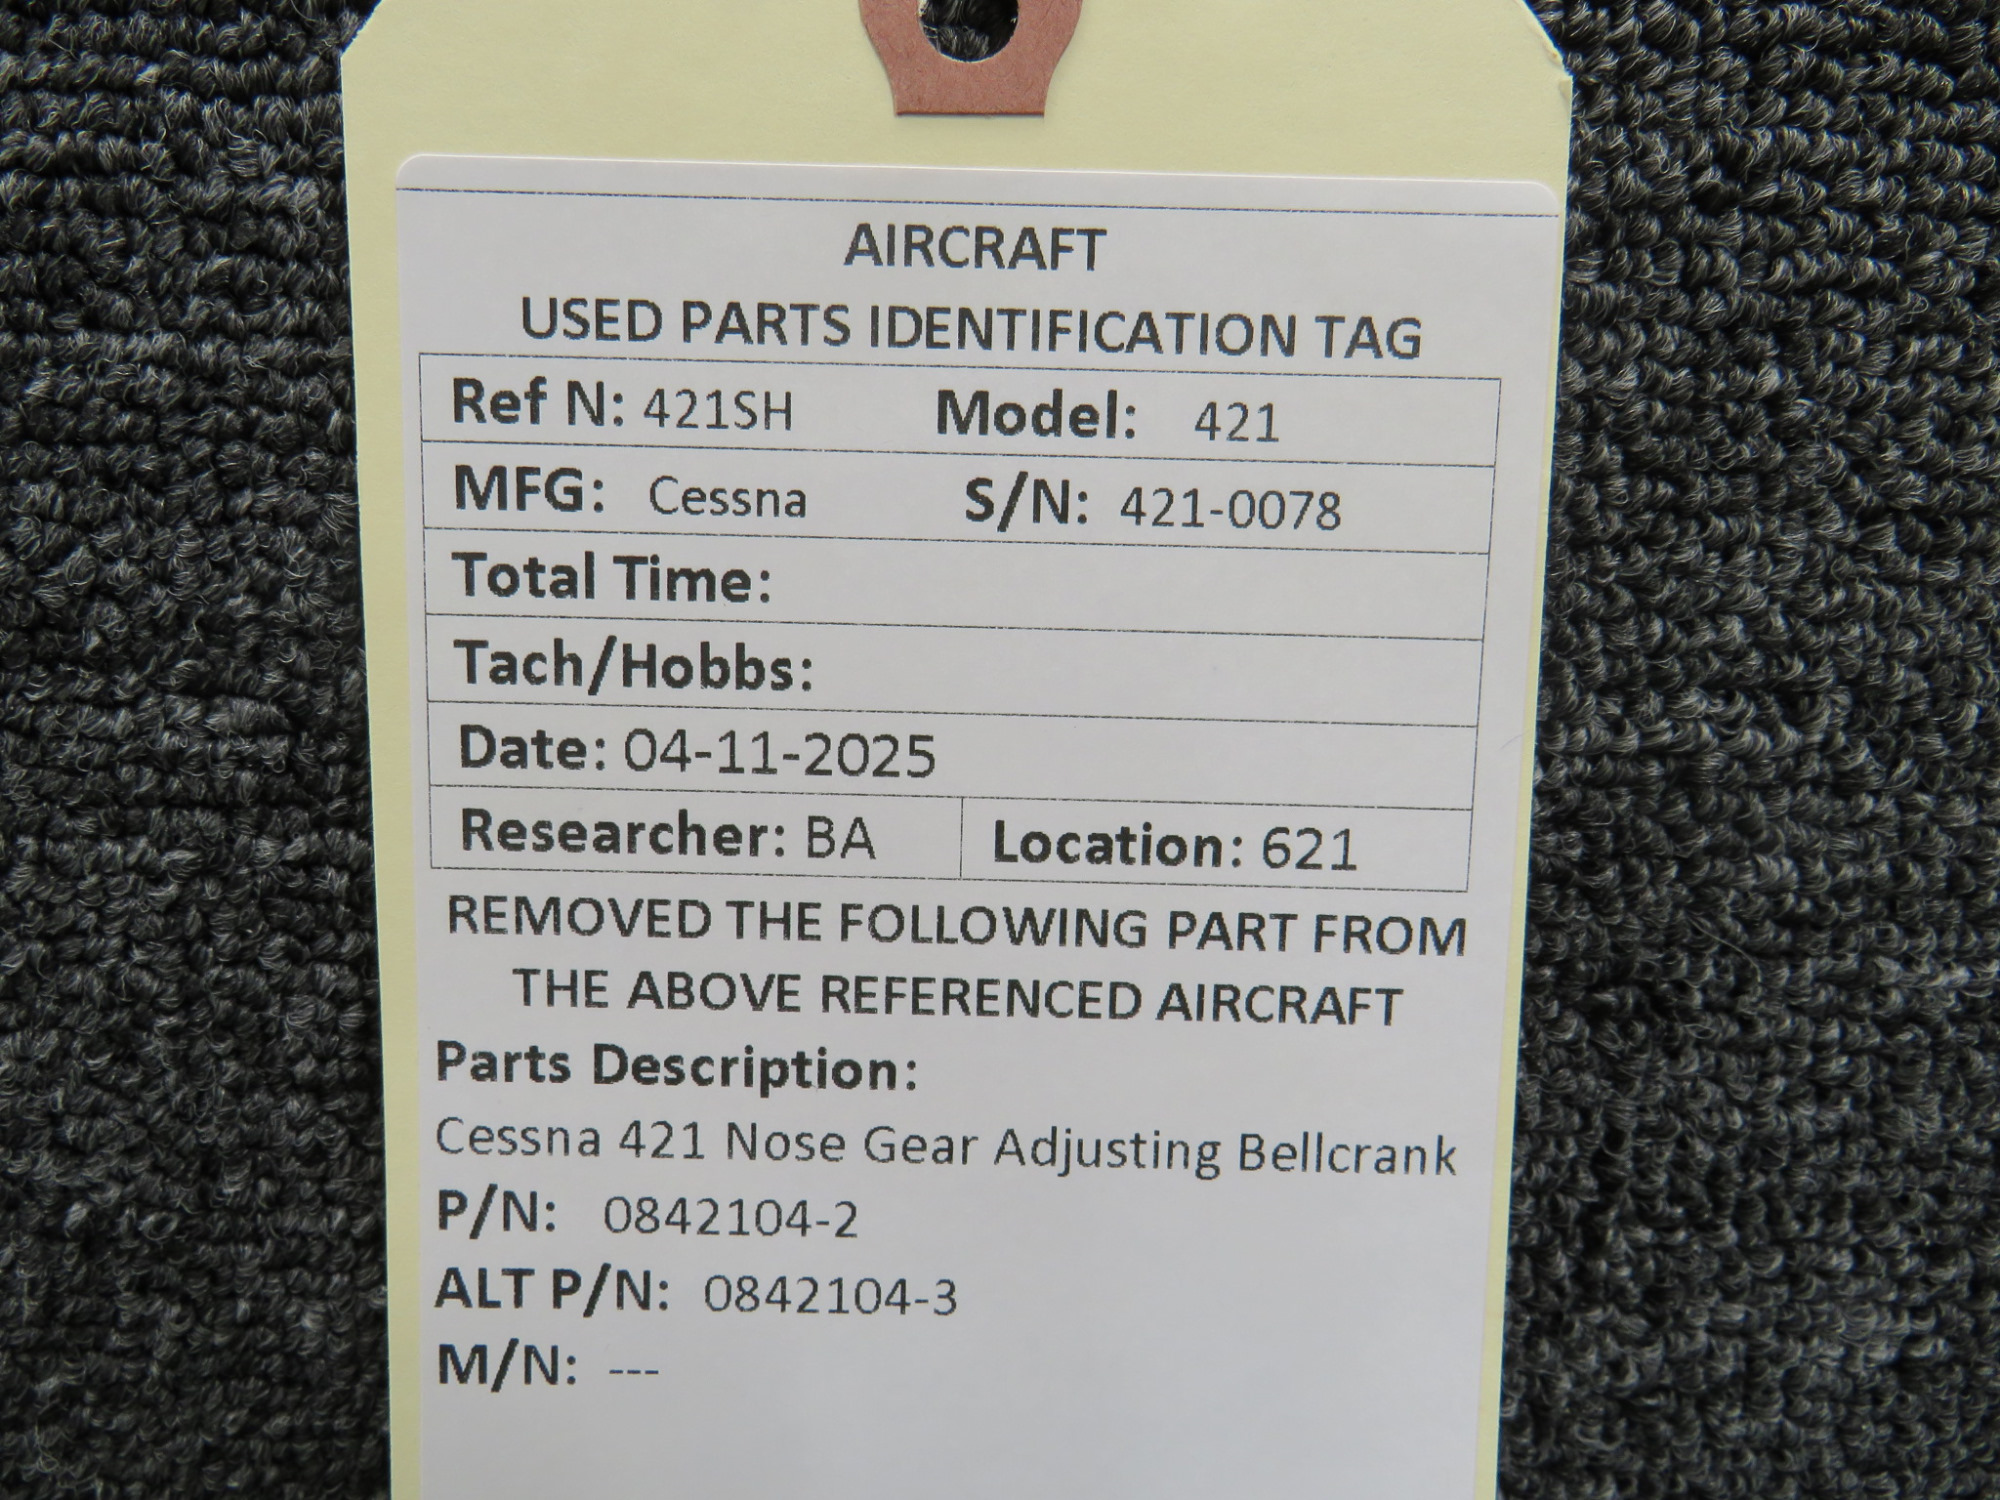 AIRCRAFT
USED PARTS IDENTIFICATION TAG
Ref N: 421SH Model: 421
MFG: Cessna S/N: 421-0078
Total Time:
Tach/Hobbs:
Date: 04-11-2025
Researcher: BA Location: 621
REMOVED THE FOLLOWING PART FROM
THE ABOVE REFERENCED AIRCRAFT
Parts Description:
Cessna 421 Nose Gear Adjusting Bellcrank
P/N: 0842104-2
ALT P/N: 0842104-3
M/N: ---